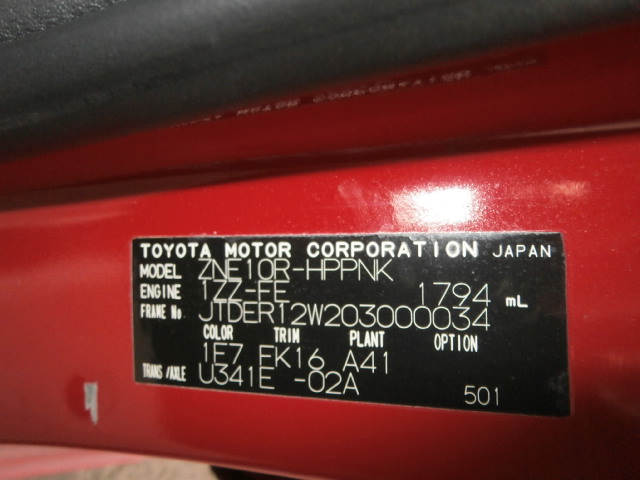 TOYOTA MOTOR CORPORATION JAPAN
MODEL ZNE10R-HPPNK
ENGINE 1ZZ-FE 1794 mL
FRAME No. JTDER12W203000034
COLOR TRIM PLANT OPTION
1E7 FK16 A41
TRANS/AXLE U341E -02A
501